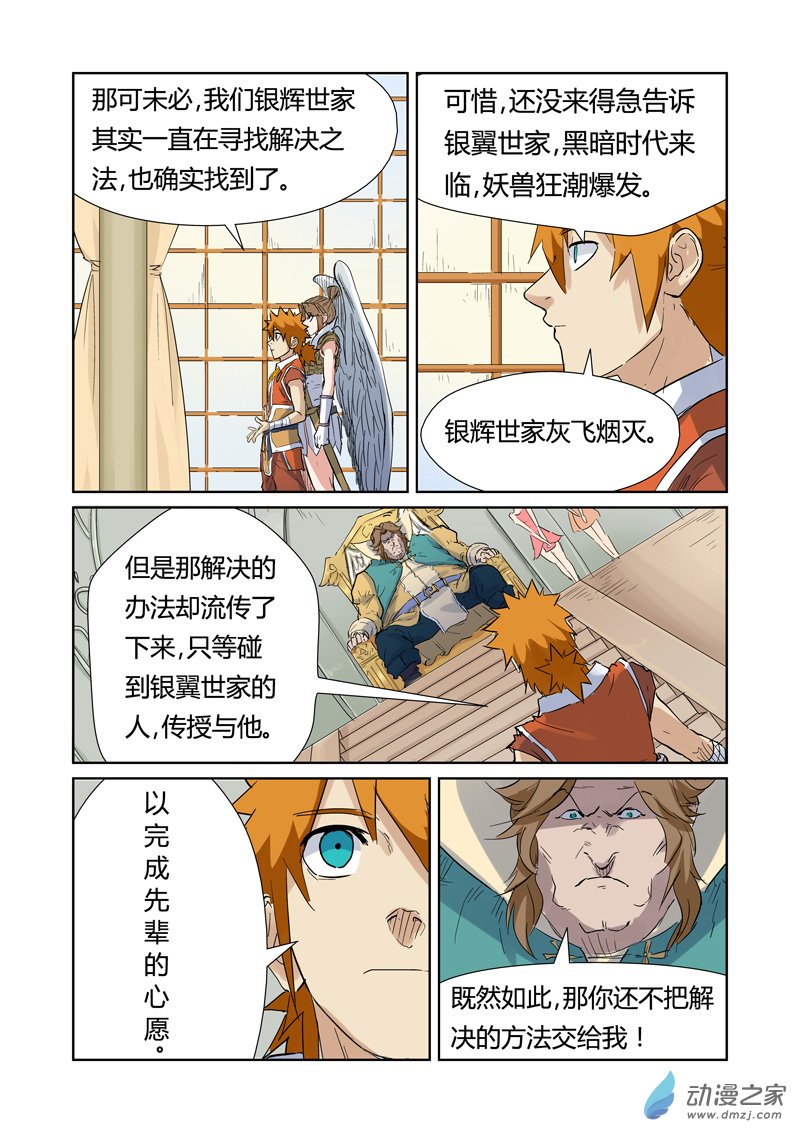 那可未必，我们银辉世家
其实一直在寻找解决之
法，也确实找到了。
可惜，还没来得急告诉
银翼世家，黑暗时代来
临，妖兽狂潮爆发。
银辉世家灰飞烟灭。
但是那解决的
办法却流传了
下来，只等碰
到银翼世家的
人，传授与他。
以完成先辈的心愿。
既然如此，那你还不把解
决的方法交给我！
动漫之家
www.dmzj.com